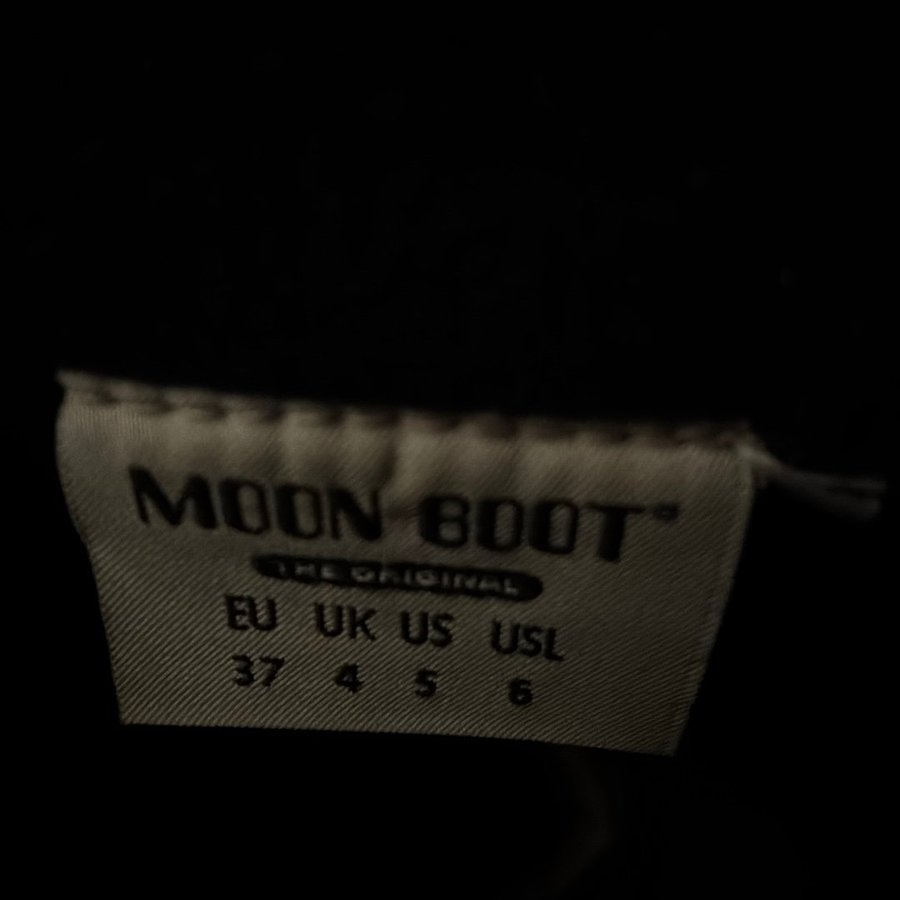 MOON BOOT
THE ORIGINAL
EU UK US USL
37 4 5 6